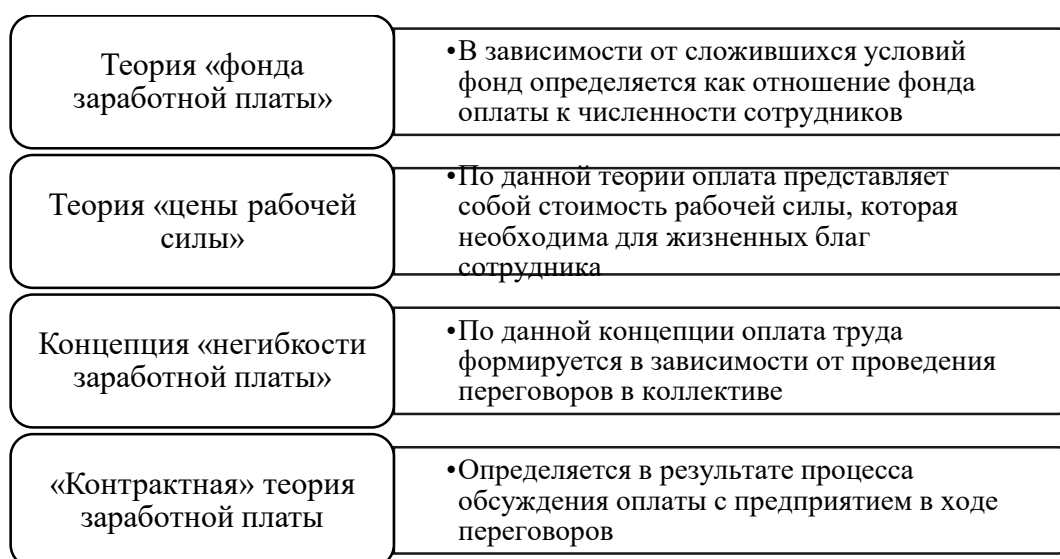 Теория «фонда
заработной платы»
•В зависимости от сложившихся условий
фонд определяется как отношение фонда
оплаты к численности сотрудников
Теория «цены рабочей
силы»
•По данной теории оплата представляет
собой стоимость рабочей силы, которая
необходима для жизненных благ
сотрудника
Концепция «негибкости
заработной платы»
•По данной концепции оплата труда
формируется в зависимости от проведения
переговоров в коллективе
«Контрактная» теория
заработной платы
•Определяется в результате процесса
обсуждения оплаты с предприятием в ходе
переговоров